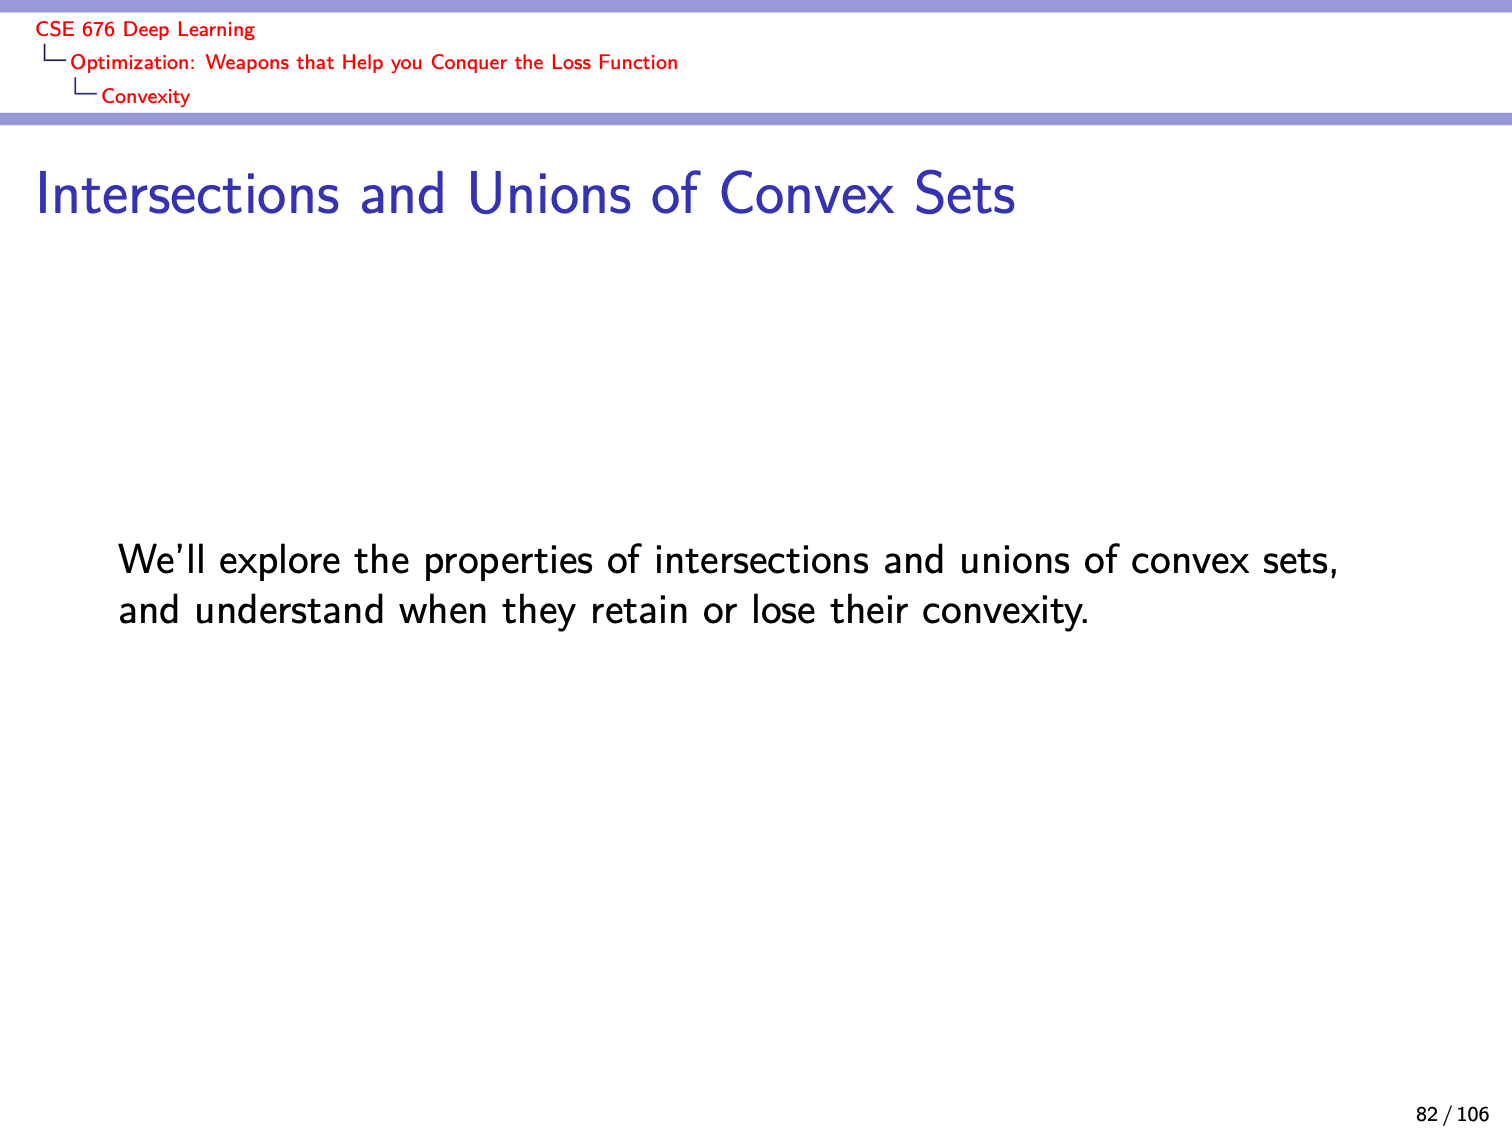 CSE 676 Deep Learning
Optimization: Weapons that Help you Conquer the Loss Function
Convexity
Intersections and Unions of Convex Sets
We'll explore the properties of intersections and unions of convex sets,
and understand when they retain or lose their convexity.
82 / 106